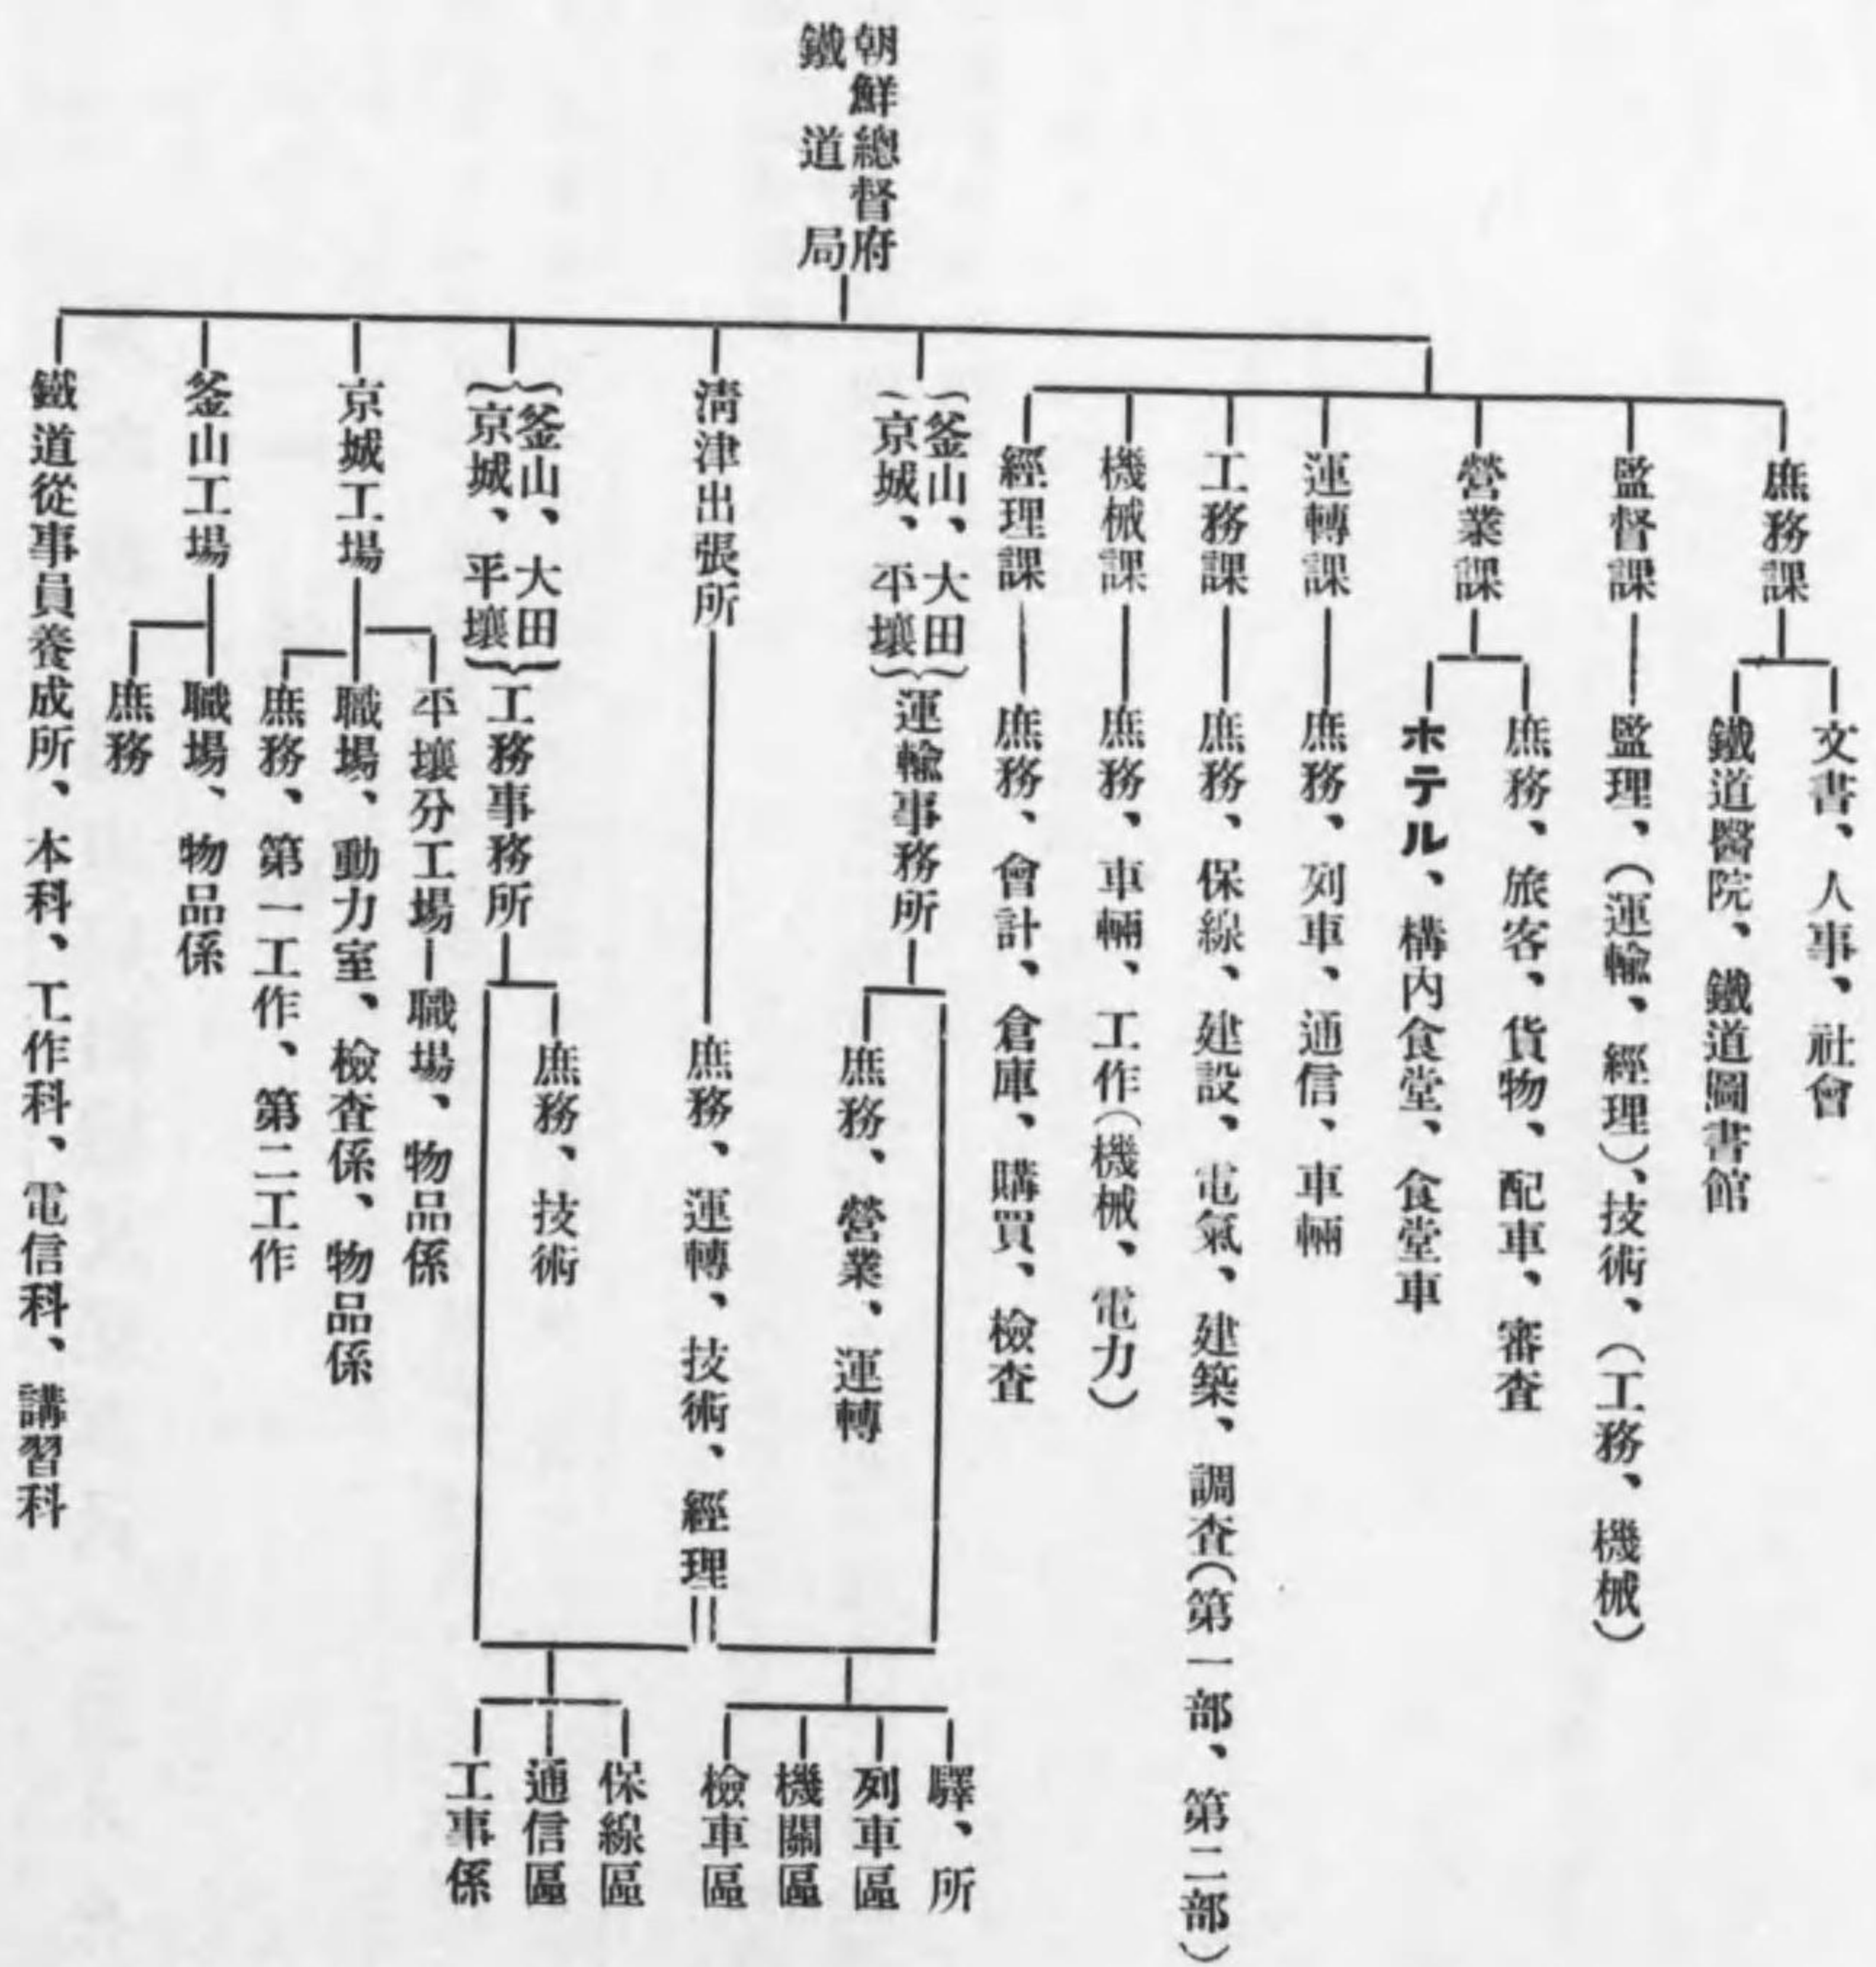 朝鮮總督府
鐵道局
庶務課
文書、人事、社會
鐵道醫院、鐵道圖書館
監督課
監理、(運輸、經理)、技術、(工務、機械)
營業課
庶務、旅客、貨物、配車、審査
ホテル、構內食堂、食堂車
運轉課
庶務、列車、通信、車輛
工務課
庶務、保線、建設、電氣、建築、調査(第一部、第二部)
機械課
庶務、車輛、工作(機械、電力)
經理課
庶務、會計、倉庫、購買、檢査
釜山、大田
京城、平壤
運輸事務所
庶務、營業、運轉
驛、所
列車區
機關區
檢車區
淸津出張所
庶務、運轉、技術、經理
釜山、大田
京城、平壤
工務事務所
庶務、技術
保線區
通信區
工事係
京城工場
平壤分工場
職場、物品係
職場、動力室、檢査係、物品係
庶務、第一工作、第二工作
釜山工場
職場、物品係
庶務
鐵道從事員養成所、本科、工作科、電信科、講習科